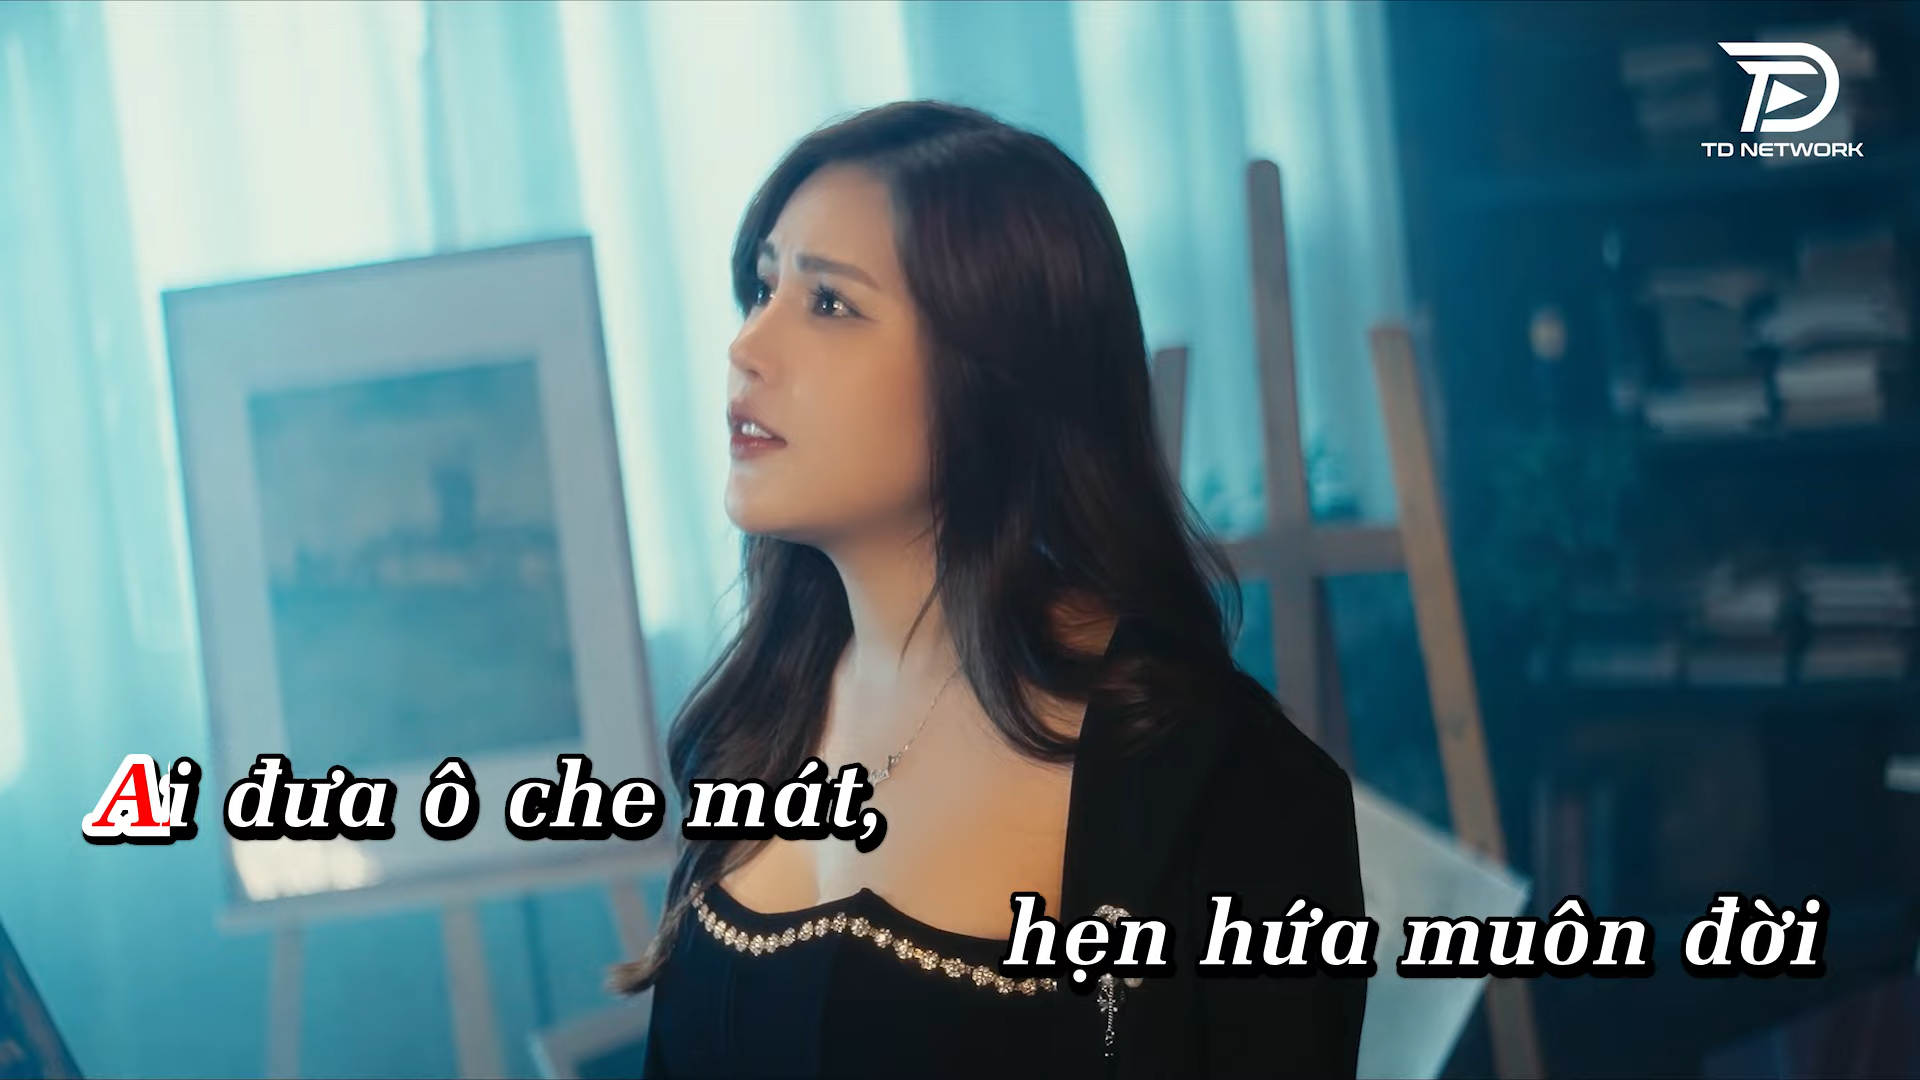 TD NETWORK
Ai đưa ô che mát,
hẹn hứa muôn đời